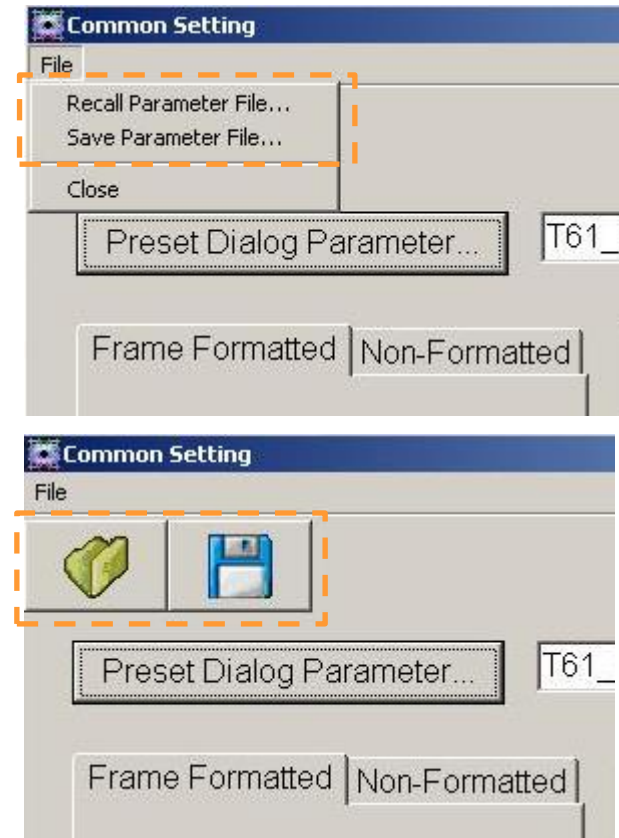 Common Setting
File
Recall Parameter File...
Save Parameter File...
Close
Preset Dialog Parameter... T61_
Frame Formatted Non-Formatted
Common Setting
File
Preset Dialog Parameter... T61_
Frame Formatted Non-Formatted